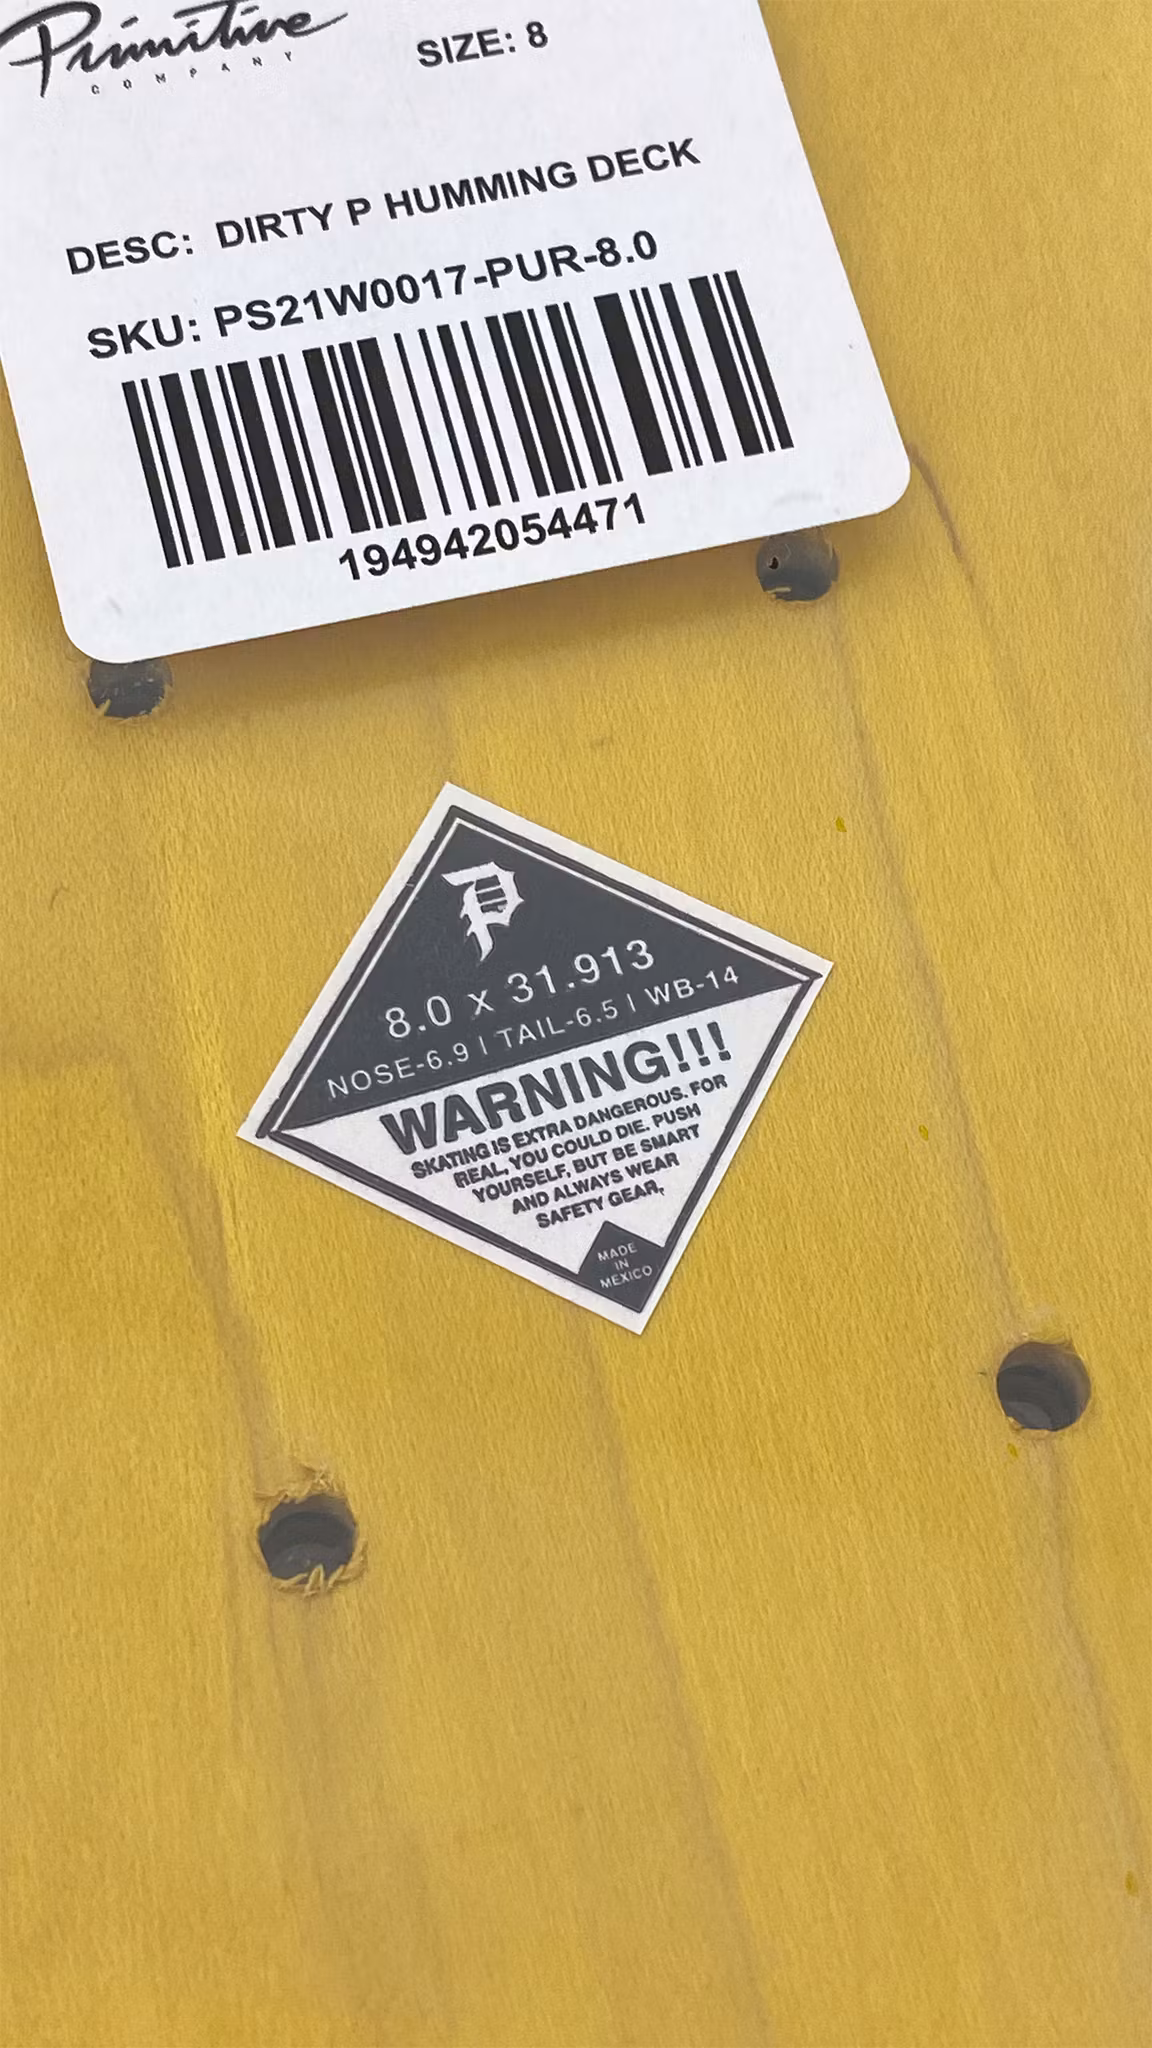 Primitive
COMPANY
SIZE: 8
DESC: DIRTY P HUMMING DECK
SKU: PS21W0017-PUR-8.0
194942054471
P
8.0 x 31.913
NOSE-6.9 | TAIL-6.5 | WB-14
WARNING!!!
SKATING IS EXTRA DANGEROUS. FOR
REAL, YOU COULD DIE. PUSH
YOURSELF, BUT BE SMART
AND ALWAYS WEAR
SAFETY GEAR,
MADE
IN
MEXICO